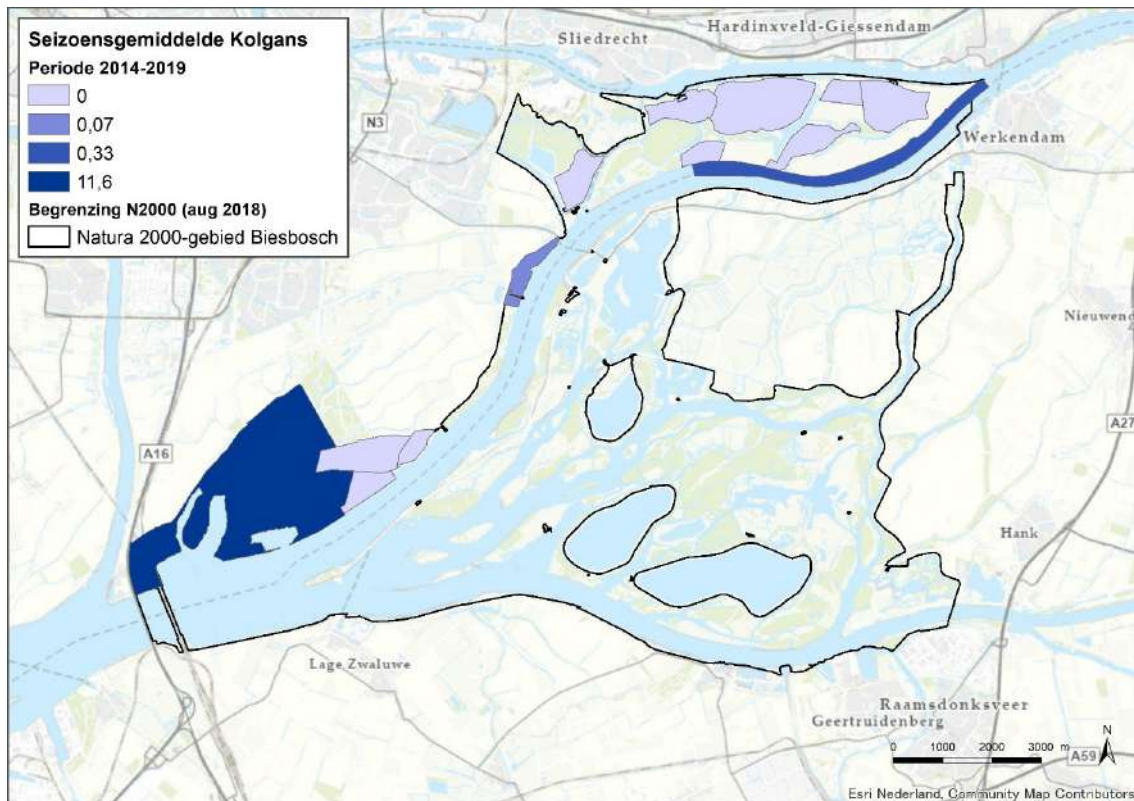 Seizoensgemiddelde Kolgans
Periode 2014-2019
0
0,07
0,33
11,6
Begrenzing N2000 (aug 2018)
Natura 2000-gebied Biesbosch
Hardinxveld-Giessendam
Sliedrecht
N3
Werkendam
Nieuwend
A27
A16
Hank
Lage Zwaluwe
Raamsdonksveer
Geertruidenberg
N
0 1000 2000 3000 m
A59
Esri Nederland, Community Map Contributors